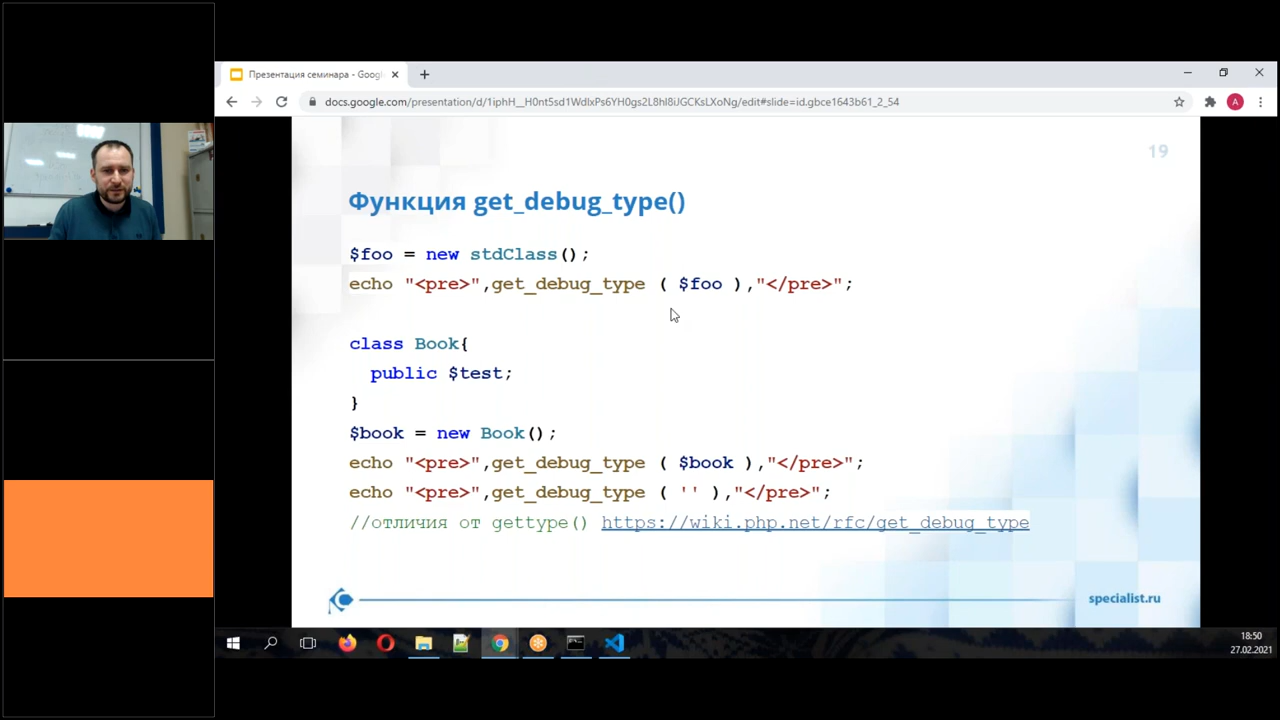 Презентация семинара - Goog
docs.google.com/presentation/d/1iphH__H0nt5sd1WdlxPs6YH0gs2L8hI8iJGCKsLXoNg/edit#slide=id.gbce1643b61_2_54
A
19
Функция get_debug_type()
$foo = new stdClass();
echo "<pre>",get_debug_type ( $foo ),"</pre>";
class Book{
public $test;
}
$book = new Book();
echo "<pre>",get_debug_type ( $book ),"</pre>";
echo "<pre>",get_debug_type ( '' ),"</pre>";
//отличия от gettype() https://wiki.php.net/rfc/get_debug_type
specialist.ru
18:50
27.02.2021